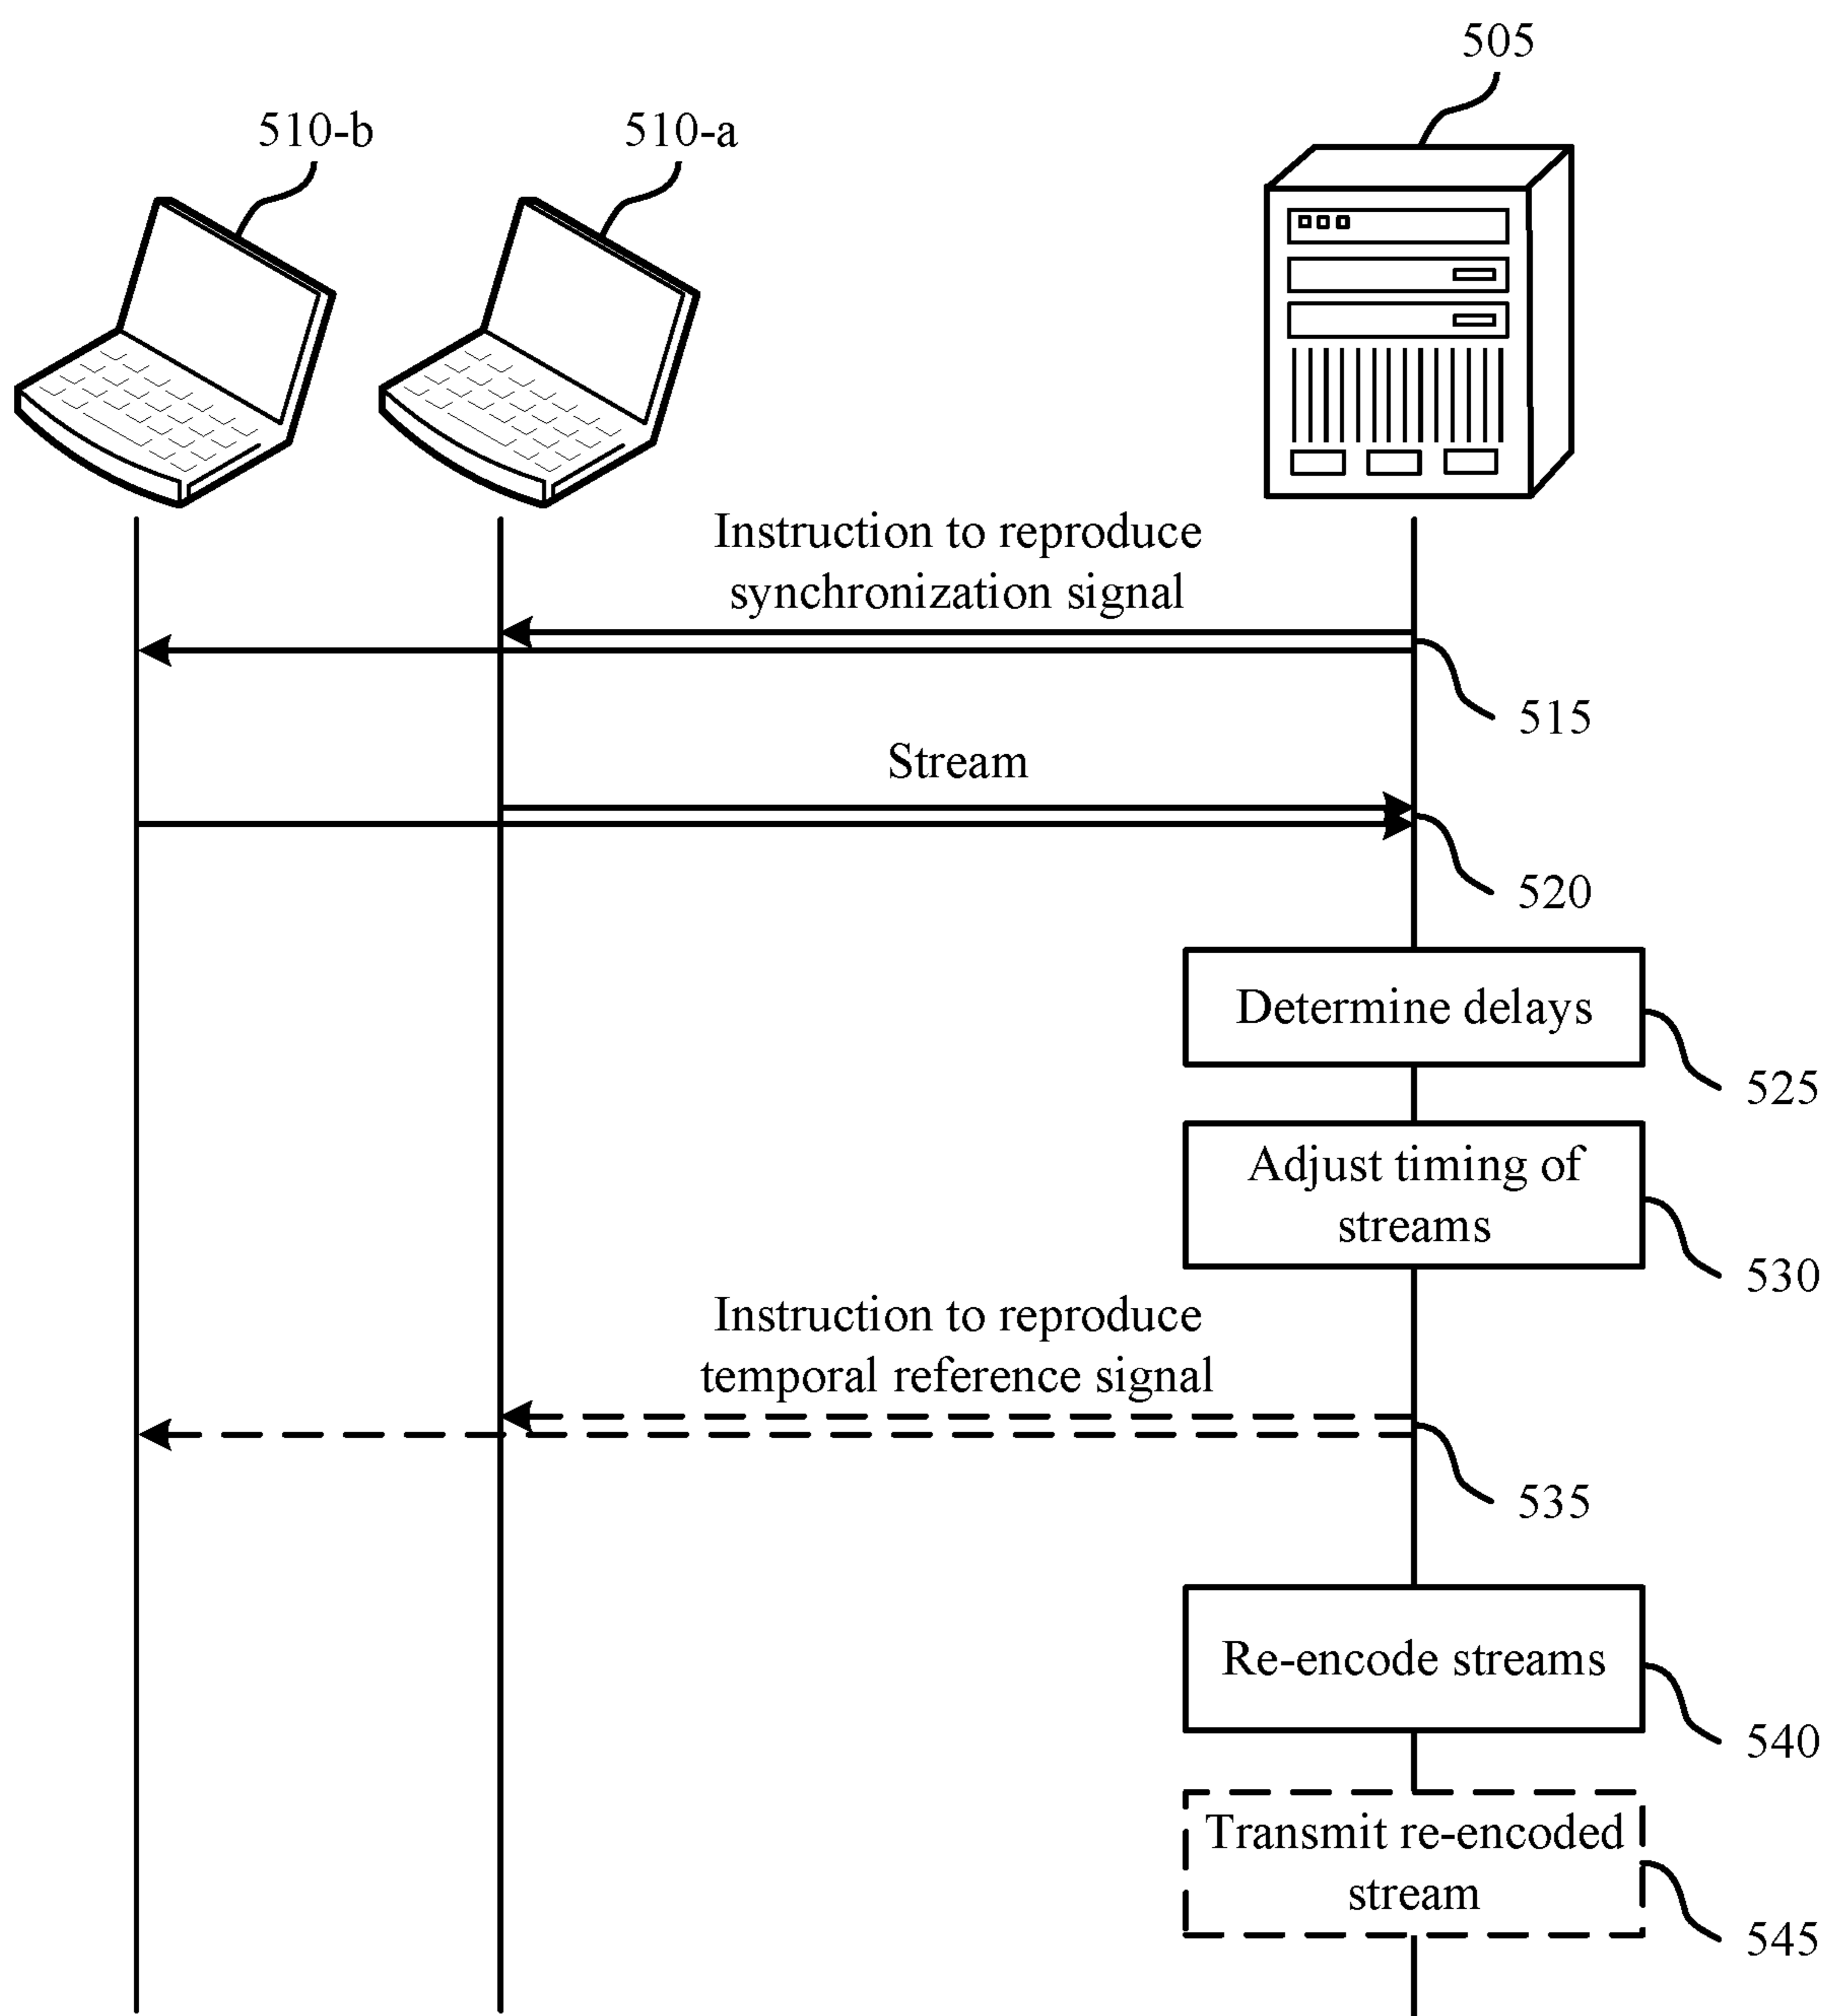 505
510-b
510-a
Instruction to reproduce
synchronization signal
515
Stream
520
Determine delays
525
Adjust timing of
streams
530
Instruction to reproduce
temporal reference signal
535
Re-encode streams
540
Transmit re-encoded
stream
545